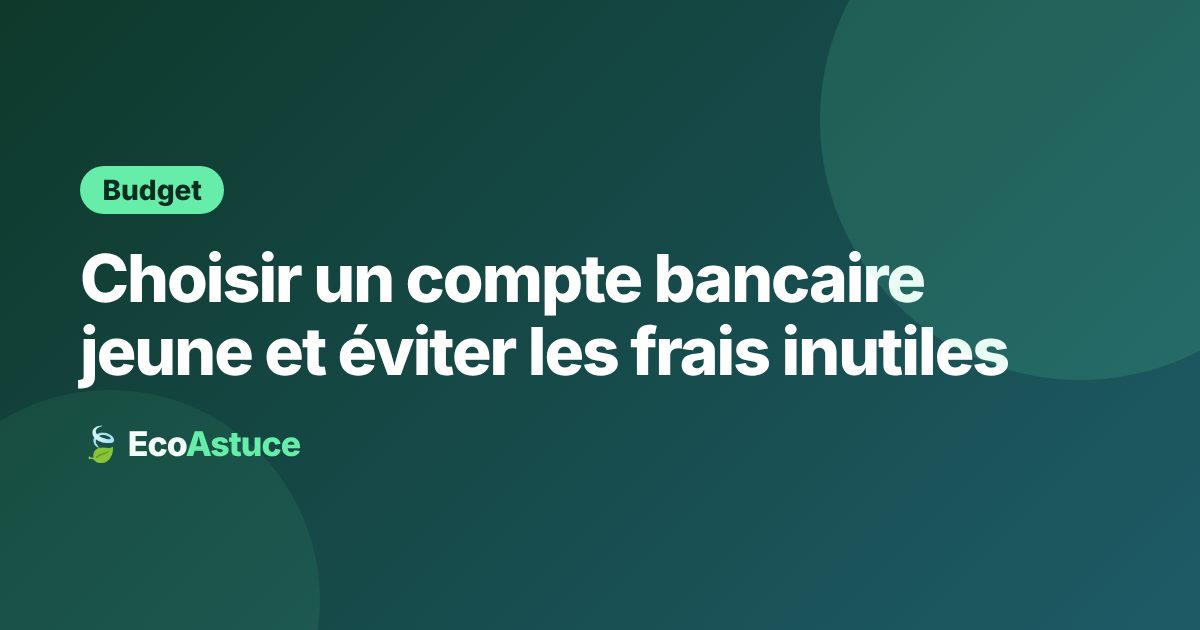 Budget
Choisir un compte bancaire
jeune et éviter les frais inutiles
EcoAstuce